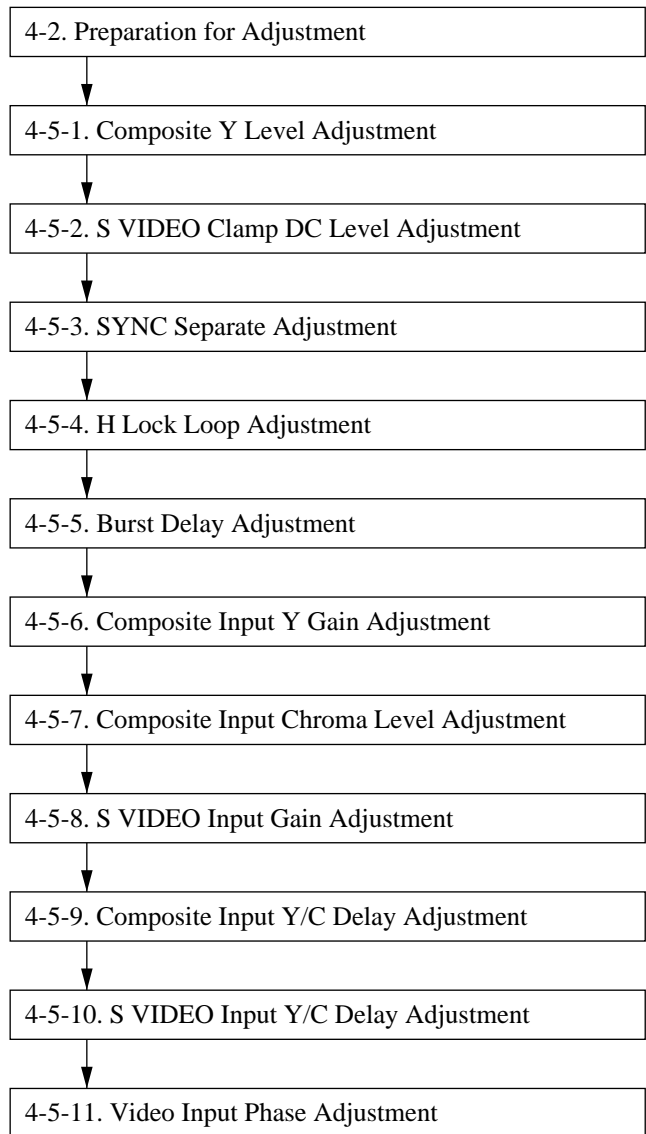 4-2. Preparation for Adjustment
4-5-1. Composite Y Level Adjustment
4-5-2. S VIDEO Clamp DC Level Adjustment
4-5-3. SYNC Separate Adjustment
4-5-4. H Lock Loop Adjustment
4-5-5. Burst Delay Adjustment
4-5-6. Composite Input Y Gain Adjustment
4-5-7. Composite Input Chroma Level Adjustment
4-5-8. S VIDEO Input Gain Adjustment
4-5-9. Composite Input Y/C Delay Adjustment
4-5-10. S VIDEO Input Y/C Delay Adjustment
4-5-11. Video Input Phase Adjustment